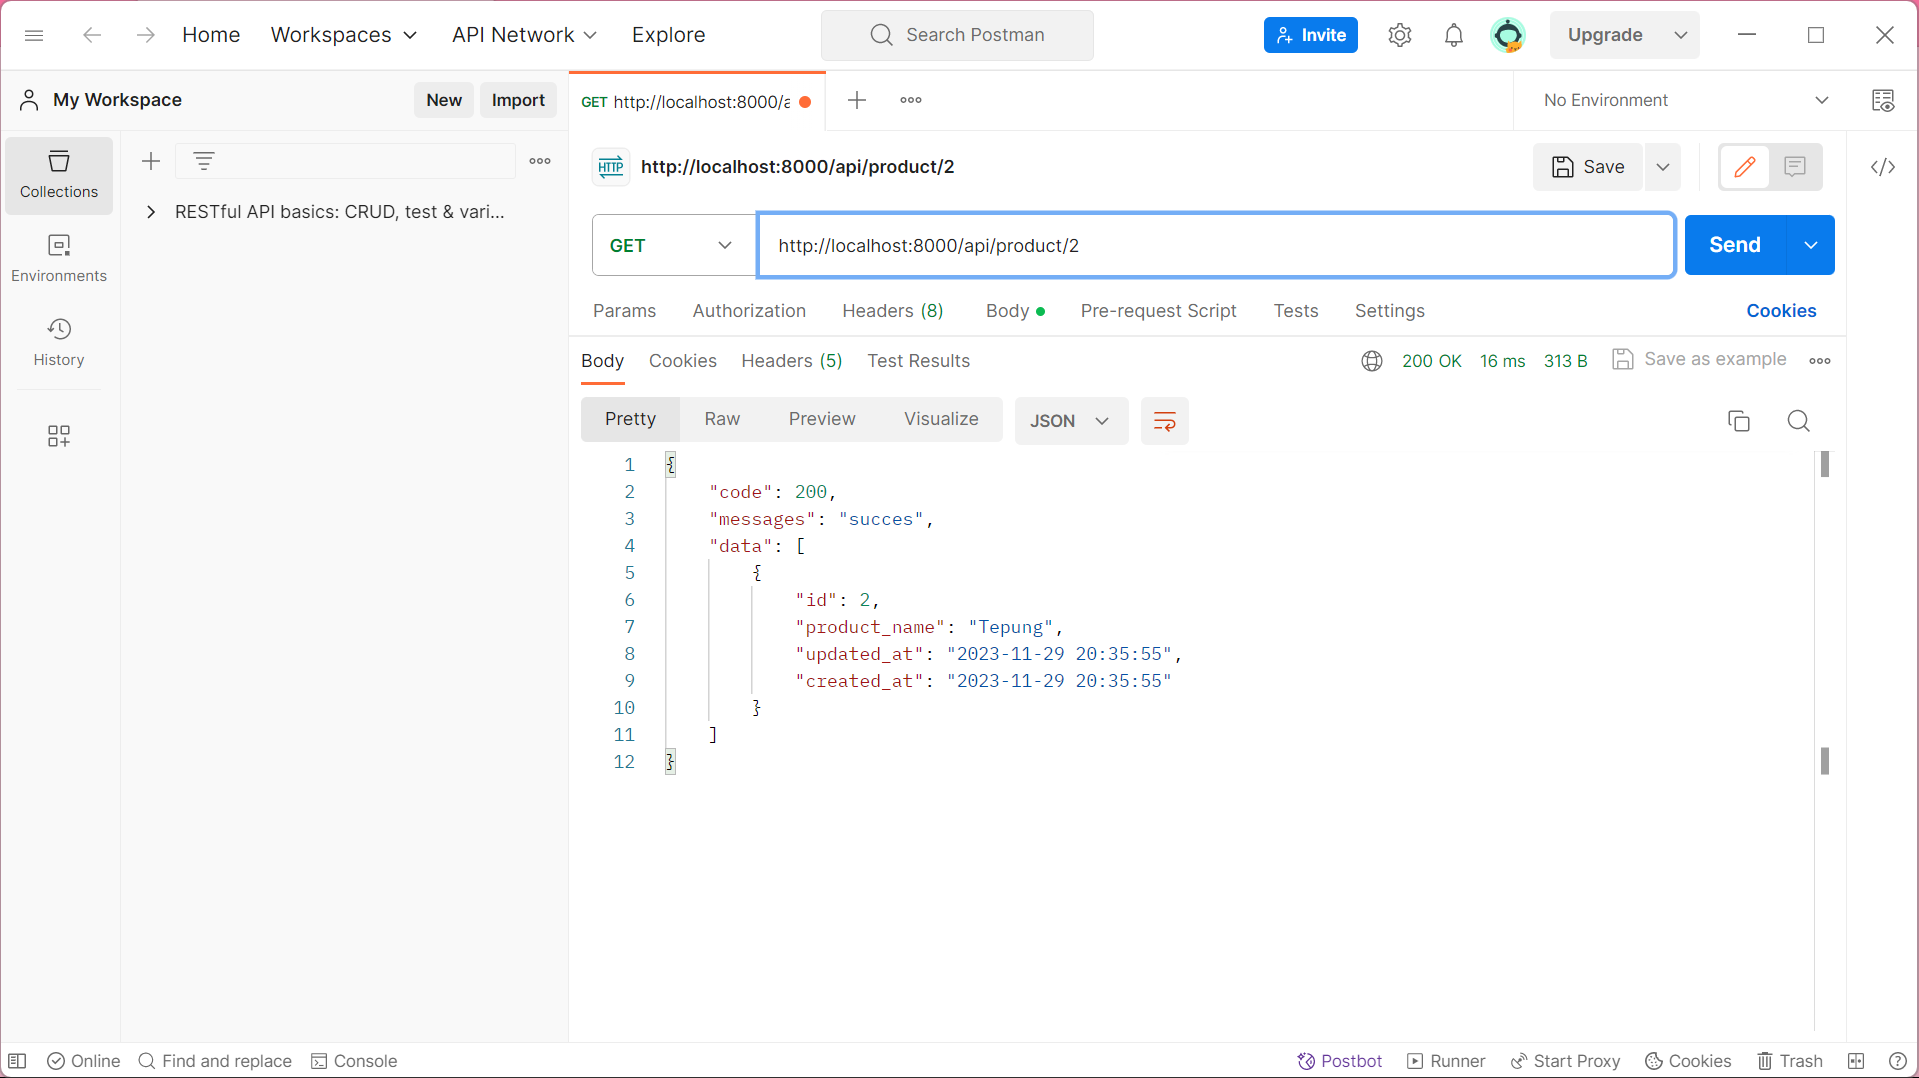 Home Workspaces API Network Explore Search Postman Invite Upgrade
My Workspace New Import GET http://localhost:8000/a No Environment
HTTP http://localhost:8000/api/product/2 Save
Collections
RESTful API basics: CRUD, test & vari...
GET http://localhost:8000/api/product/2 Send
Environments
Params Authorization Headers (8) Body Pre-request Script Tests Settings Cookies
History
Body Cookies Headers (5) Test Results 200 OK 16 ms 313 B Save as example
Pretty Raw Preview Visualize JSON
1 {
2 "code": 200,
3 "messages": "succes",
4 "data": [
5 {
6 "id": 2,
7 "product_name": "Tepung",
8 "updated_at": "2023-11-29 20:35:55",
9 "created_at": "2023-11-29 20:35:55"
10 }
11 ]
12 }
Online Find and replace Console Postbot Runner Start Proxy Cookies Trash